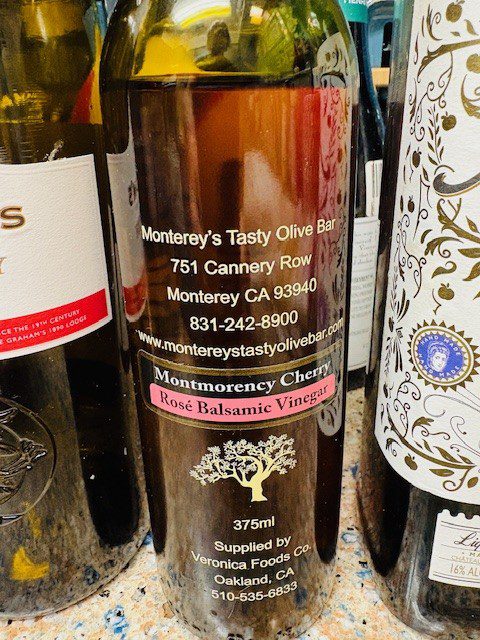 Monterey's Tasty Olive Bar
751 Cannery Row
Monterey CA 93940
831-242-8900
www.montereystastyolivebar.com
Montmorency Cherry
Rosé Balsamic Vinegar
375ml
Supplied by
Veronica Foods Co.
Oakland, CA
510-535-6833
S
Y
CE THE 19TH CENTURY
E GRAHAM'S 1890 LODGE
16% AL